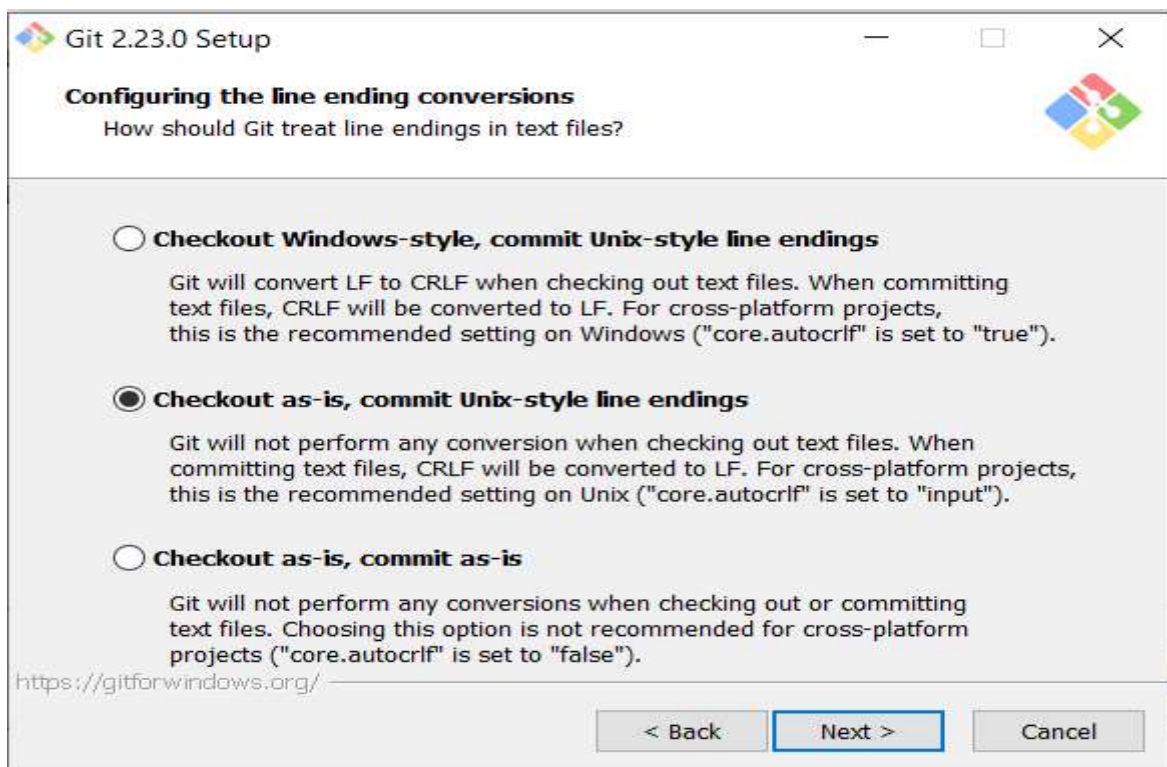 Git 2.23.0 Setup
Configuring the line ending conversions
How should Git treat line endings in text files?
Checkout Windows-style, commit Unix-style line endings
Git will convert LF to CRLF when checking out text files. When committing
text files, CRLF will be converted to LF. For cross-platform projects,
this is the recommended setting on Windows ("core.autocrlf" is set to "true").
Checkout as-is, commit Unix-style line endings
Git will not perform any conversion when checking out text files. When
committing text files, CRLF will be converted to LF. For cross-platform projects,
this is the recommended setting on Unix ("core.autocrlf" is set to "input").
Checkout as-is, commit as-is
Git will not perform any conversions when checking out or committing
text files. Choosing this option is not recommended for cross-platform
projects ("core.autocrlf" is set to "false").
https://gitforwindows.org/
< Back Next > Cancel